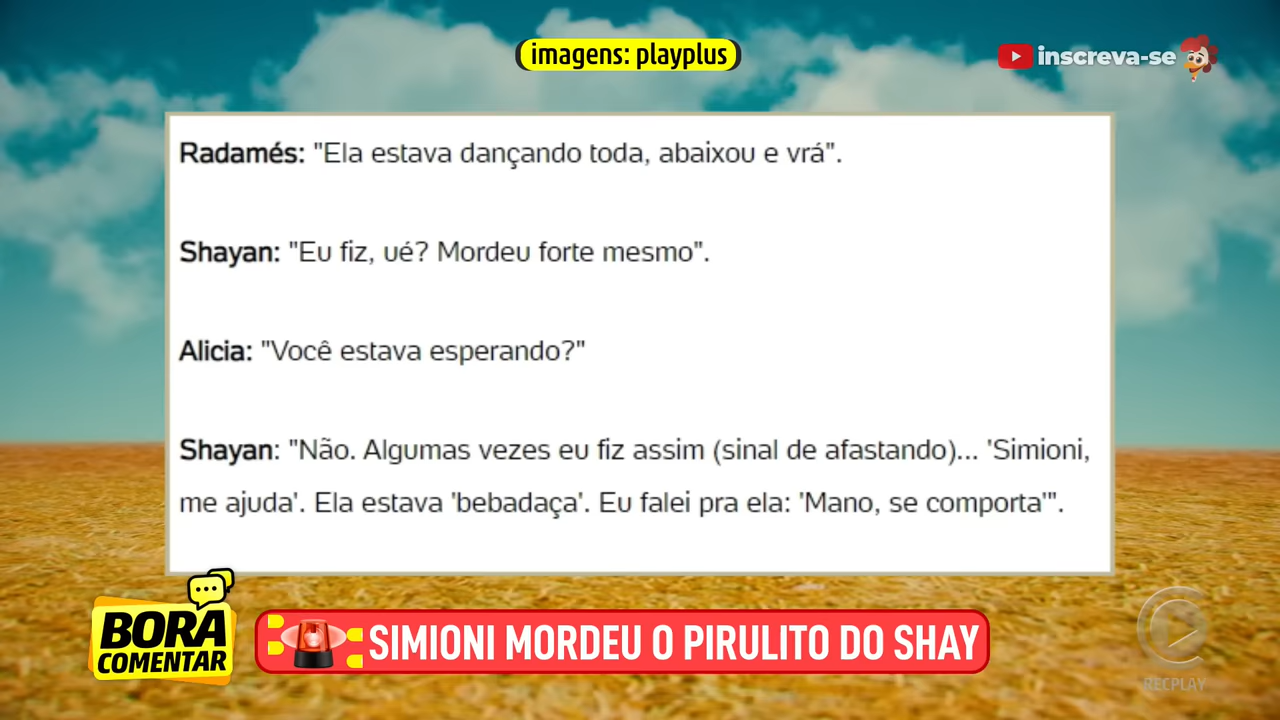 imagens: playplus
inscreva-se
Radamés: "Ela estava dançando toda, abaixou e vrá".
Shayan: "Eu fiz, ué? Mordeu forte mesmo".
Alicia: "Você estava esperando?"
Shayan: "Não. Algumas vezes eu fiz assim (sinal de afastando)... 'Simioni,
me ajuda'. Ela estava 'bebadaça'. Eu falei pra ela: 'Mano, se comporta'".
BORA
COMENTAR
SIMIONI MORDEU O PIRULITO DO SHAY
RECPLAY